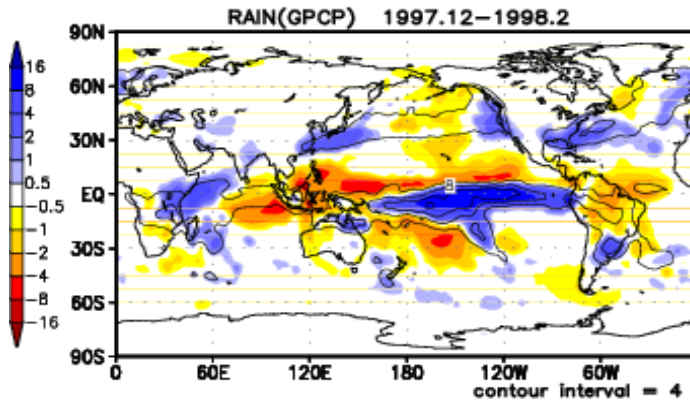 RAIN(GPCP) 1997.12-1998.2
90N
60N
30N
EQ
30S
60S
90S
16
8
4
2
1
0.5
-0.5
-1
-2
-4
-8
-16
8
0
60E
120E
180
120W
60W
contour interval = 4